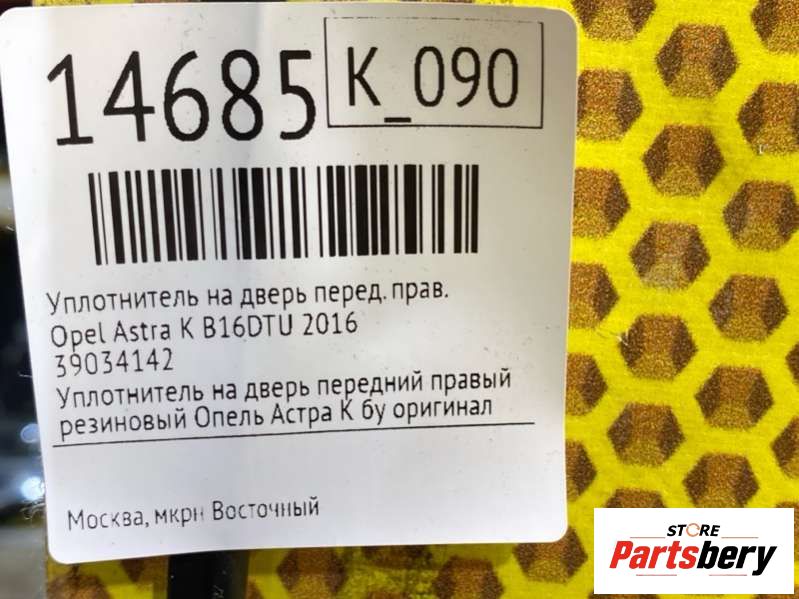 14685
K_090
Уплотнитель на дверь перед. прав.
Opel Astra K B16DTU 2016
39034142
Уплотнитель на дверь передний правый
резиновый Опель Астра К бу оригинал
Москва, мкрн Восточный
STORE
Partsbery